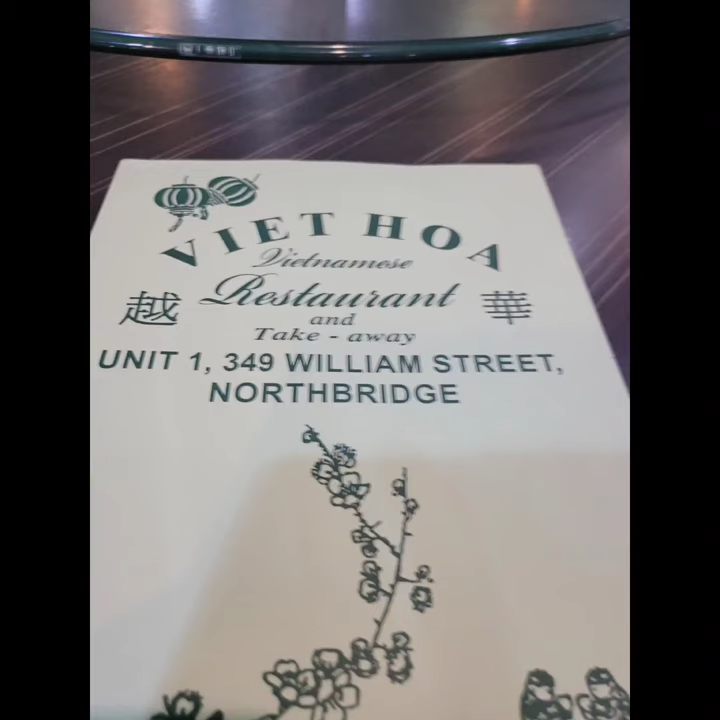 VIET HOA
Vietnamese
越 Restaurant 華
and
Take - away
UNIT 1, 349 WILLIAM STREET,
NORTHBRIDGE